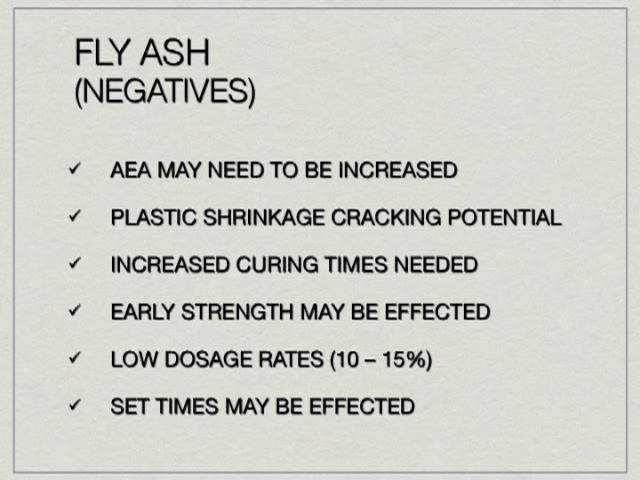 FLY ASH
(NEGATIVES)
✓ AEA MAY NEED TO BE INCREASED
✓ PLASTIC SHRINKAGE CRACKING POTENTIAL
✓ INCREASED CURING TIMES NEEDED
✓ EARLY STRENGTH MAY BE EFFECTED
✓ LOW DOSAGE RATES (10 – 15%)
✓ SET TIMES MAY BE EFFECTED